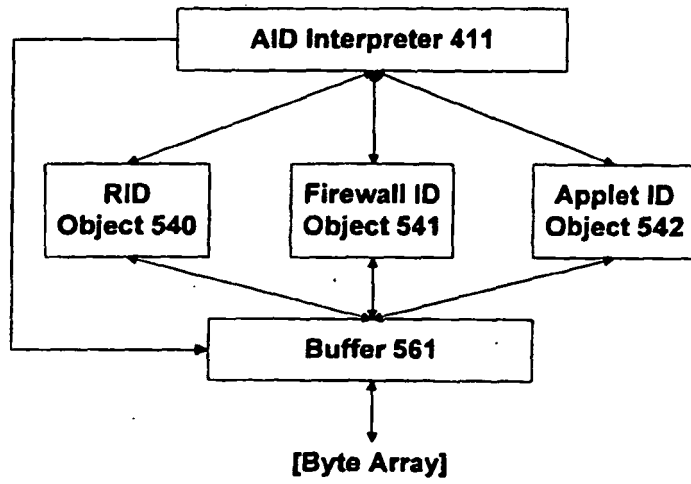 AID Interpreter 411
RID
Object 540
Firewall ID
Object 541
Applet ID
Object 542
Buffer 561
[Byte Array]